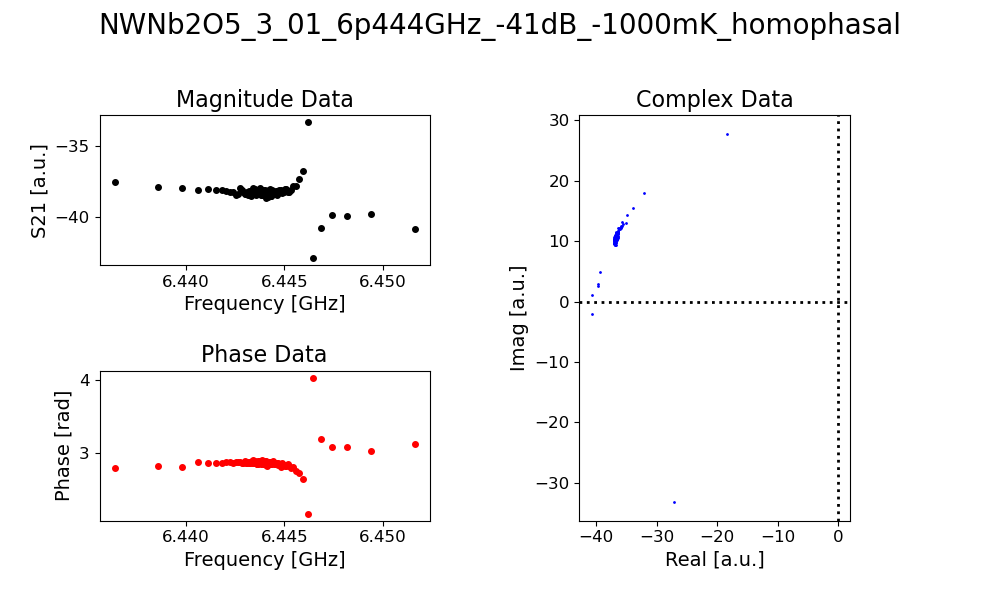 NWNb2O5_3_01_6p444GHz_-41dB_-1000mK_homophasal
Magnitude Data
S21 [a.u.]
−35
−40
6.440
6.445
6.450
Frequency [GHz]
Phase Data
Phase [rad]
4
3
6.440
6.445
6.450
Frequency [GHz]
Complex Data
Imag [a.u.]
30
20
10
0
−10
−20
−30
−40
−30
−20
−10
0
Real [a.u.]